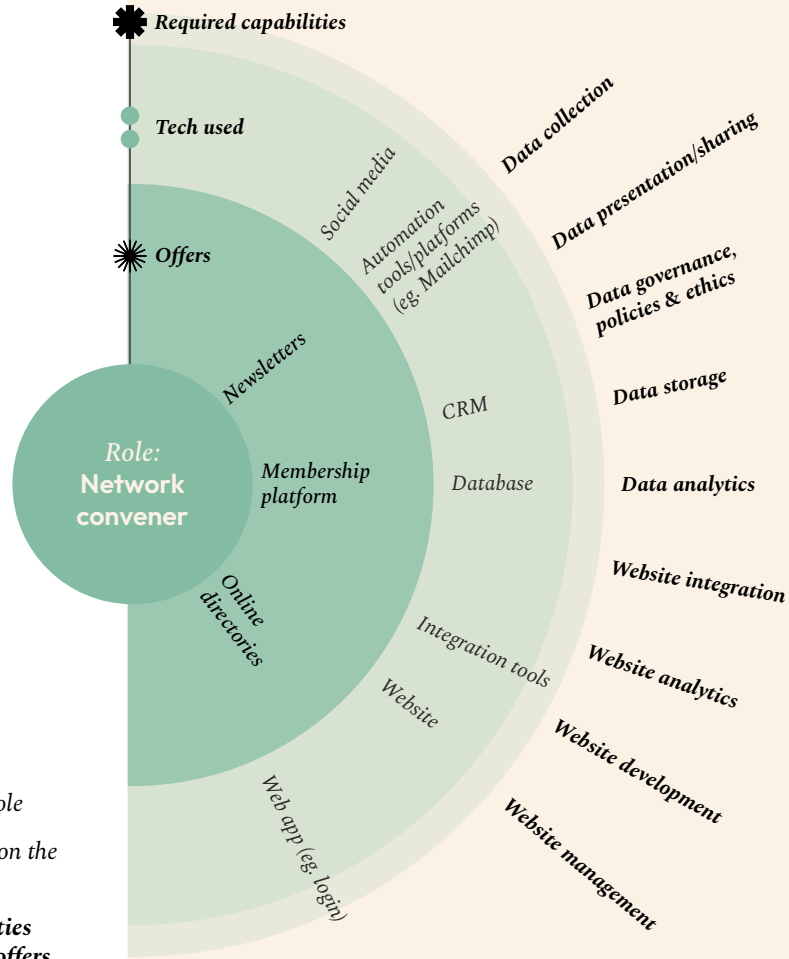 Required capabilities
Tech used
Offers
Role:
Network
convener
Newsletters
Membership
platform
Online
directories
Social media
Automation
tools/platforms
(eg. Mailchimp)
CRM
Database
Integration tools
Website
Web app (eg. login)
Data collection
Data presentation/sharing
Data governance,
policies & ethics
Data storage
Data analytics
Website integration
Website analytics
Website development
Website management
on the
offers